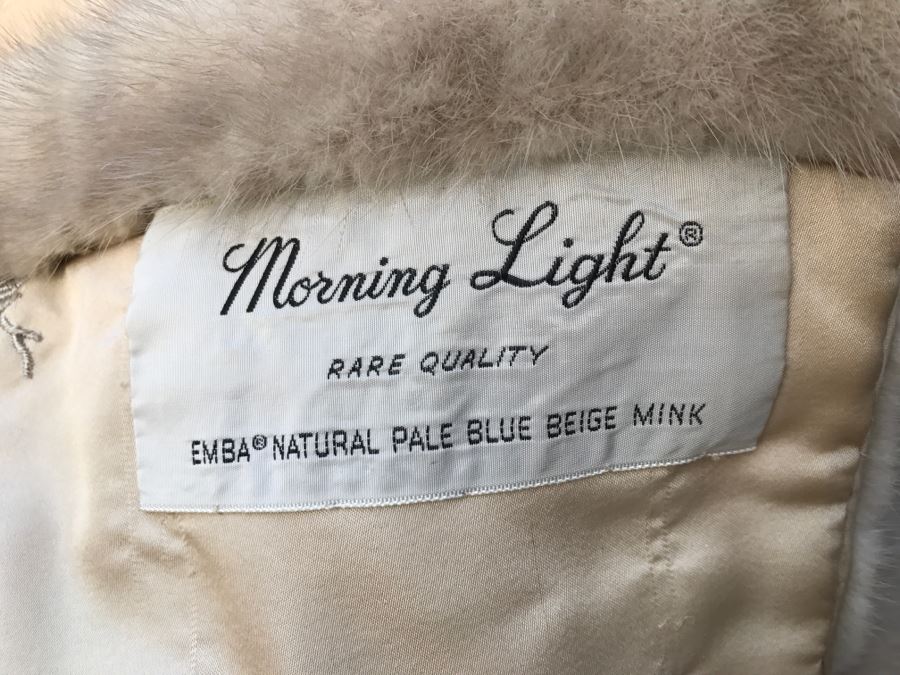 Morning Light®
RARE QUALITY
EMBA® NATURAL PALE BLUE BEIGE MINK